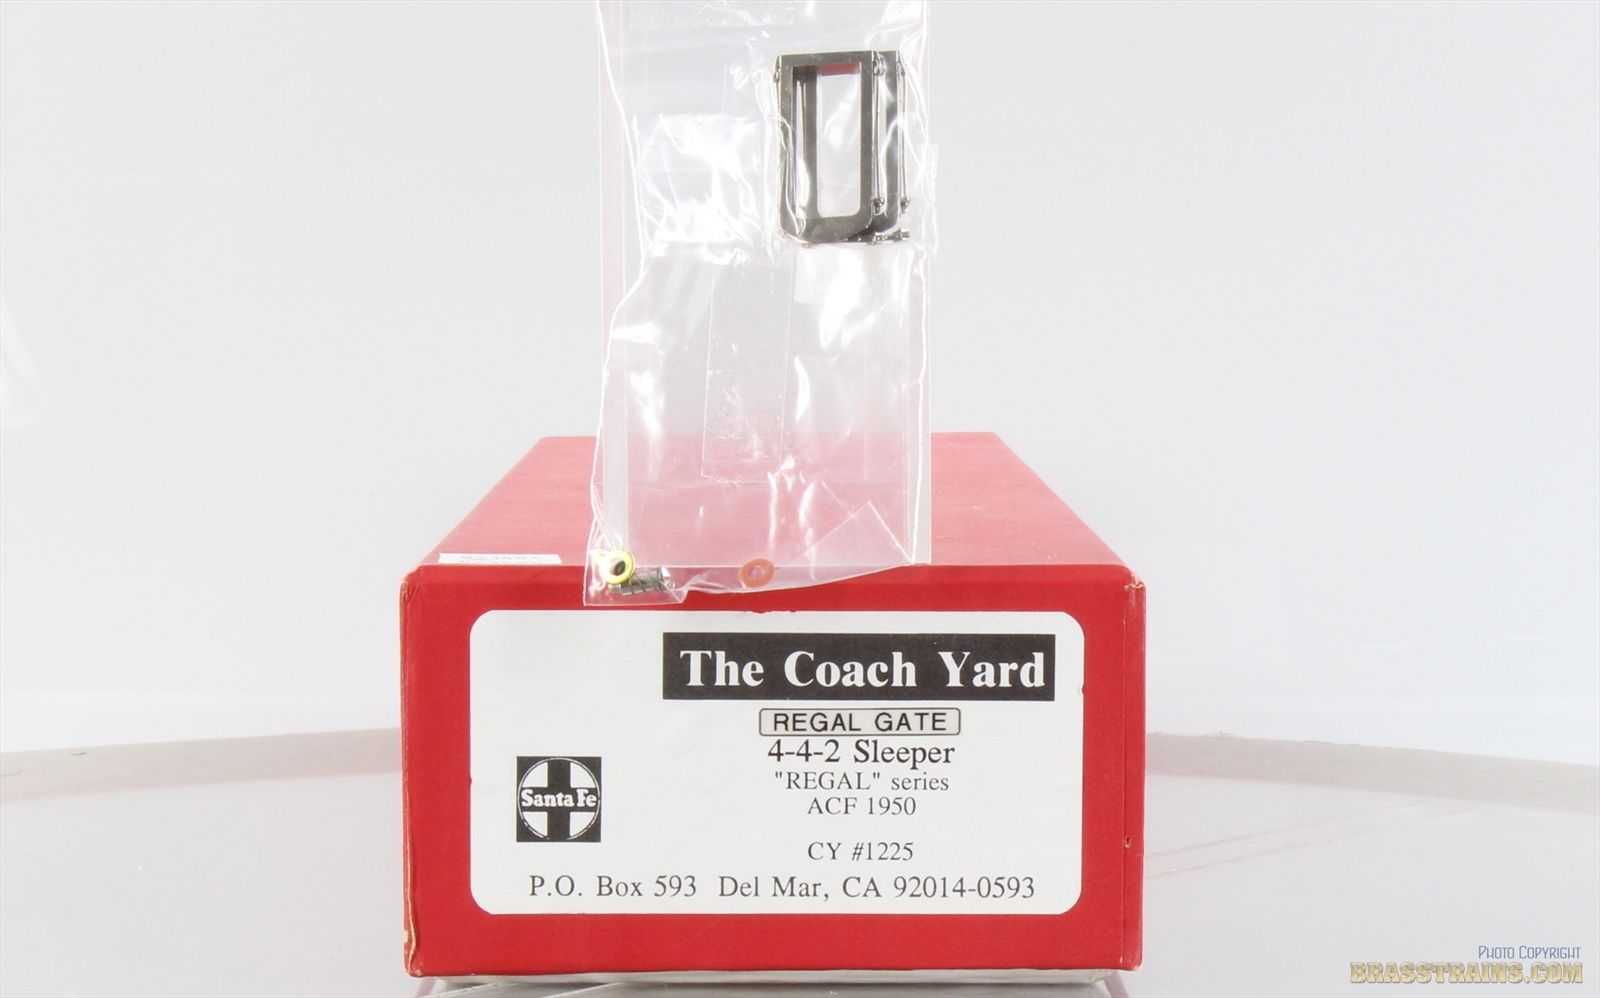 The Coach Yard
REGAL GATE
4-4-2 Sleeper
"REGAL" series
ACF 1950
Santa Fe
CY #1225
P.O. Box 593 Del Mar, CA 92014-0593
Photo Copyright
BRASSTRAINS.COM